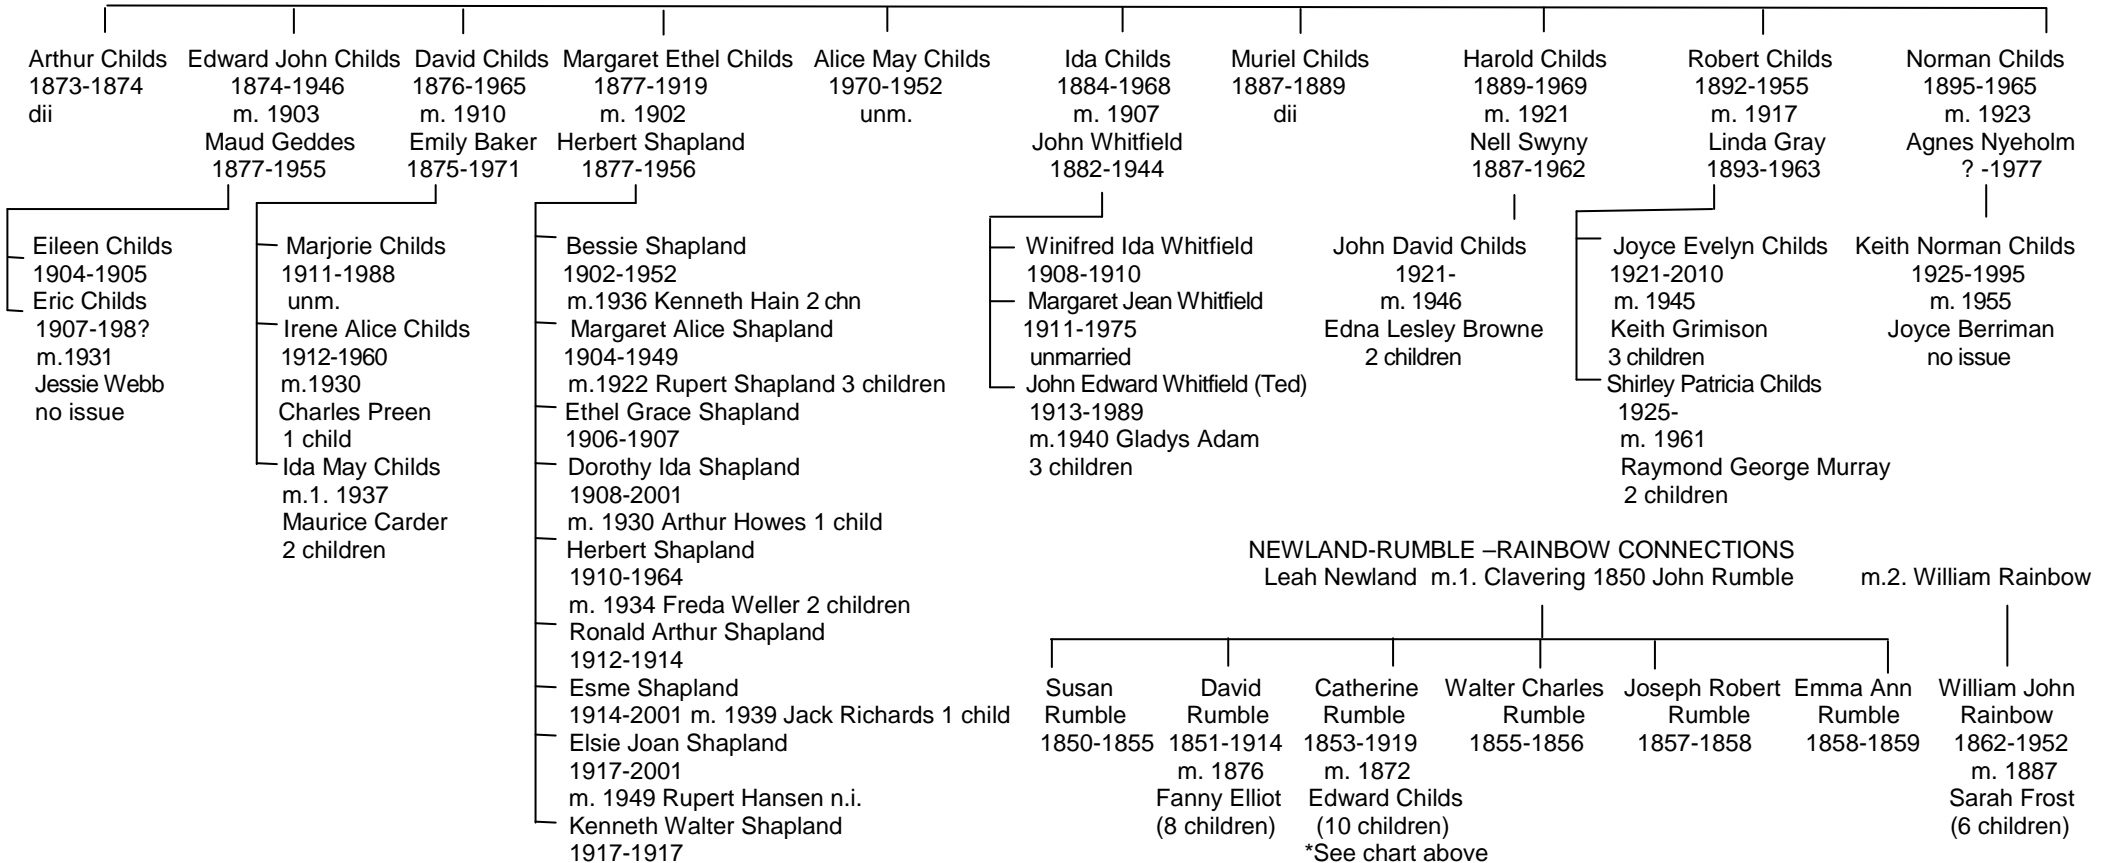 Arthur Childs
1873-1874
dii
Edward John Childs
1874-1946
m. 1903
Maud Geddes
1877-1955
David Childs
1876-1965
m. 1910
Emily Baker
1875-1971
Margaret Ethel Childs
1877-1919
m. 1902
Herbert Shapland
1877-1956
Alice May Childs
1970-1952
unm.
Ida Childs
1884-1968
m. 1907
John Whitfield
1882-1944
Muriel Childs
1887-1889
dii
Harold Childs
1889-1969
m. 1921
Nell Swyny
1887-1962
Robert Childs
1892-1955
m. 1917
Linda Gray
1893-1963
Norman Childs
1895-1965
m. 1923
Agnes Nyeholm
? -1977
Eileen Childs
1904-1905
Eric Childs
1907-198?
m.1931
Jessie Webb
no issue
Marjorie Childs
1911-1988
unm.
Irene Alice Childs
1912-1960
m.1930
Charles Preen
1 child
Ida May Childs
m.1. 1937
Maurice Carder
2 children
Bessie Shapland
1902-1952
m.1936 Kenneth Hain 2 chn
Margaret Alice Shapland
1904-1949
m.1922 Rupert Shapland 3 children
Ethel Grace Shapland
1906-1907
Dorothy Ida Shapland
1908-2001
m. 1930 Arthur Howes 1 child
Herbert Shapland
1910-1964
m. 1934 Freda Weller 2 children
Ronald Arthur Shapland
1912-1914
Esme Shapland
1914-2001 m. 1939 Jack Richards 1 child
Elsie Joan Shapland
1917-2001
m. 1949 Rupert Hansen n.i.
Kenneth Walter Shapland
1917-1917
Winifred Ida Whitfield
1908-1910
Margaret Jean Whitfield
1911-1975
unmarried
John Edward Whitfield (Ted)
1913-1989
m.1940 Gladys Adam
3 children
John David Childs
1921-
m. 1946
Edna Lesley Browne
2 children
Joyce Evelyn Childs
1921-2010
m. 1945
Keith Grimison
3 children
Shirley Patricia Childs
1925-
m. 1961
Raymond George Murray
2 children
Keith Norman Childs
1925-1995
m. 1955
Joyce Berriman
no issue
NEWLAND-RUMBLE –RAINBOW CONNECTIONS
Leah Newland m.1. Clavering 1850 John Rumble m.2. William Rainbow
Susan
Rumble
1850-1855
David
Rumble
1851-1914
m. 1876
Fanny Elliot
(8 children)
Catherine
Rumble
1853-1919
m. 1872
Edward Childs
(10 children)
*See chart above
Walter Charles
Rumble
1855-1856
Joseph Robert
Rumble
1857-1858
Emma Ann
Rumble
1858-1859
William John
Rainbow
1862-1952
m. 1887
Sarah Frost
(6 children)